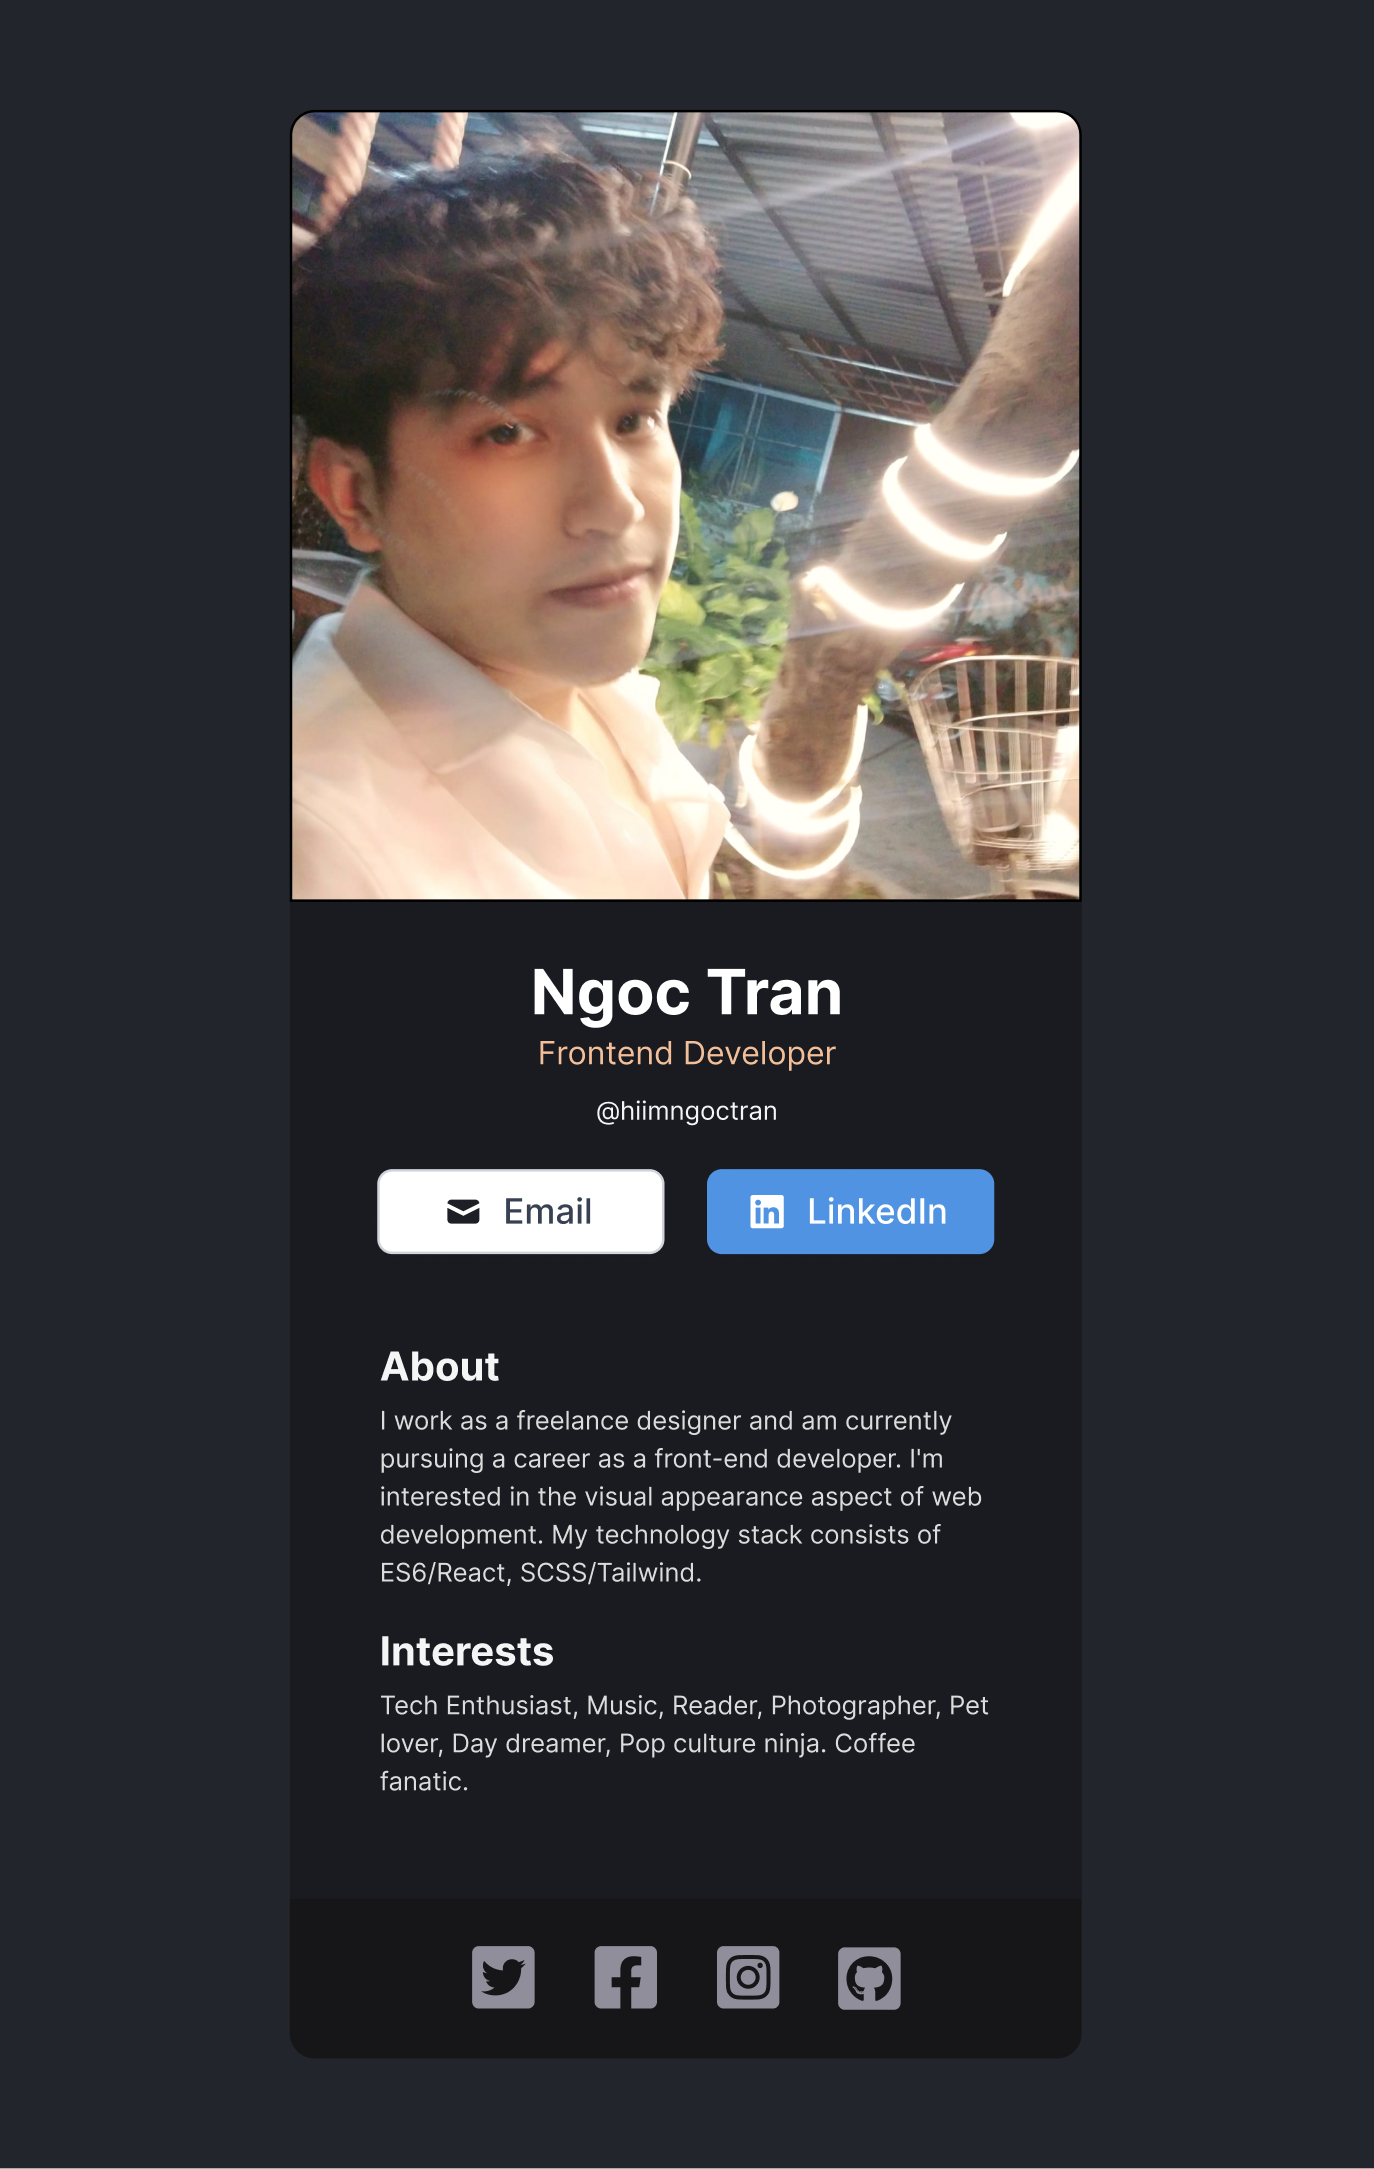 Ngoc Tran
Frontend Developer
@hiimngoctran
Email
LinkedIn
About
I work as a freelance designer and am currently
pursuing a career as a front-end developer. I'm
interested in the visual appearance aspect of web
development. My technology stack consists of
ES6/React, SCSS/Tailwind.
Interests
Tech Enthusiast, Music, Reader, Photographer, Pet
lover, Day dreamer, Pop culture ninja. Coffee
fanatic.